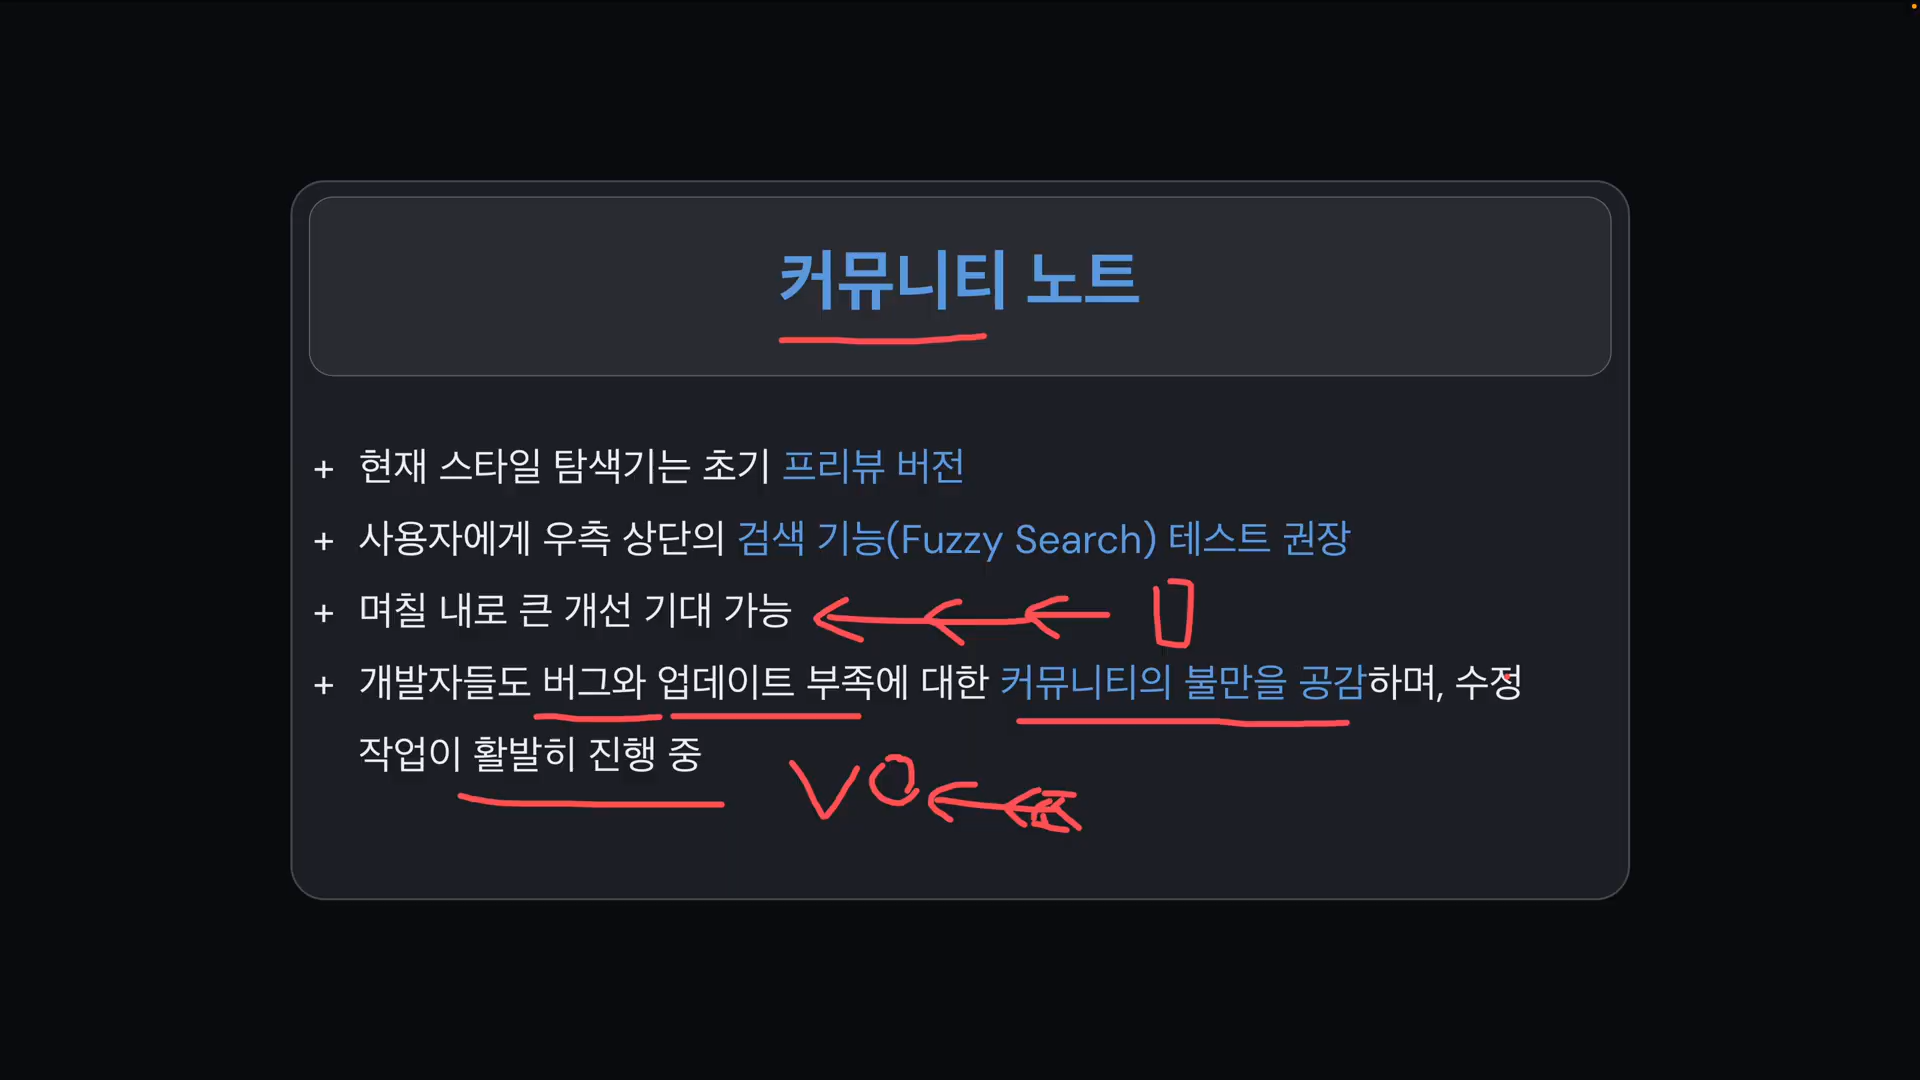 커뮤니티 노트
+ 현재 스타일 탐색기는 초기 프리뷰 버전
+ 사용자에게 우측 상단의 검색 기능(Fuzzy Search) 테스트 권장
+ 며칠 내로 큰 개선 기대 가능
+ 개발자들도 버그와 업데이트 부족에 대한 커뮤니티의 불만을 공감하며, 수정
작업이 활발히 진행 중
VO